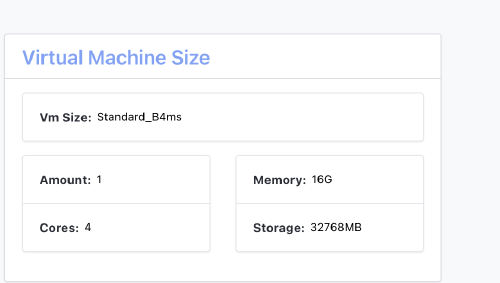 Virtual Machine Size
Vm Size: Standard_B4ms
Amount: 1
Memory: 16G
Cores: 4
Storage: 32768MB